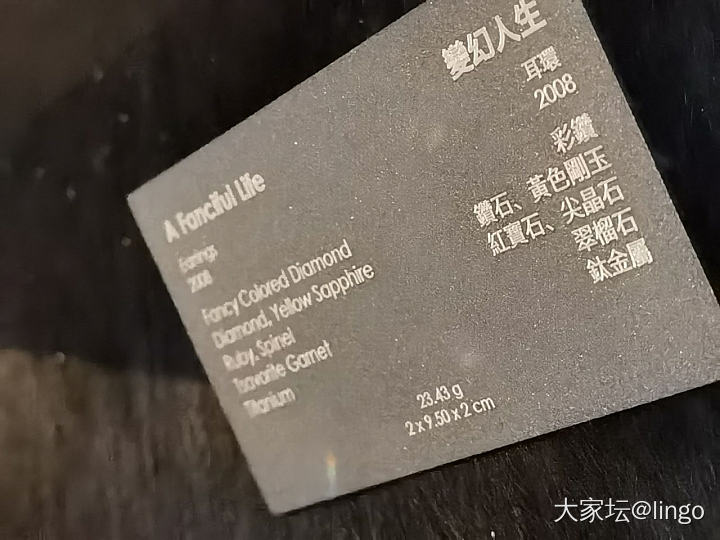 變幻人生
耳環
2008
彩鑽
鑽石、黃色剛玉
紅寶石、尖晶石
翠榴石
鈦金屬
A Fanciful Life
Earrings
2008
Fancy Colored Diamond
Diamond, Yellow Sapphire
Ruby, Spinel
Tsavorite Garnet
Titanium
23.43 g
2 x 9.50 x 2 cm
大家坛@lingo